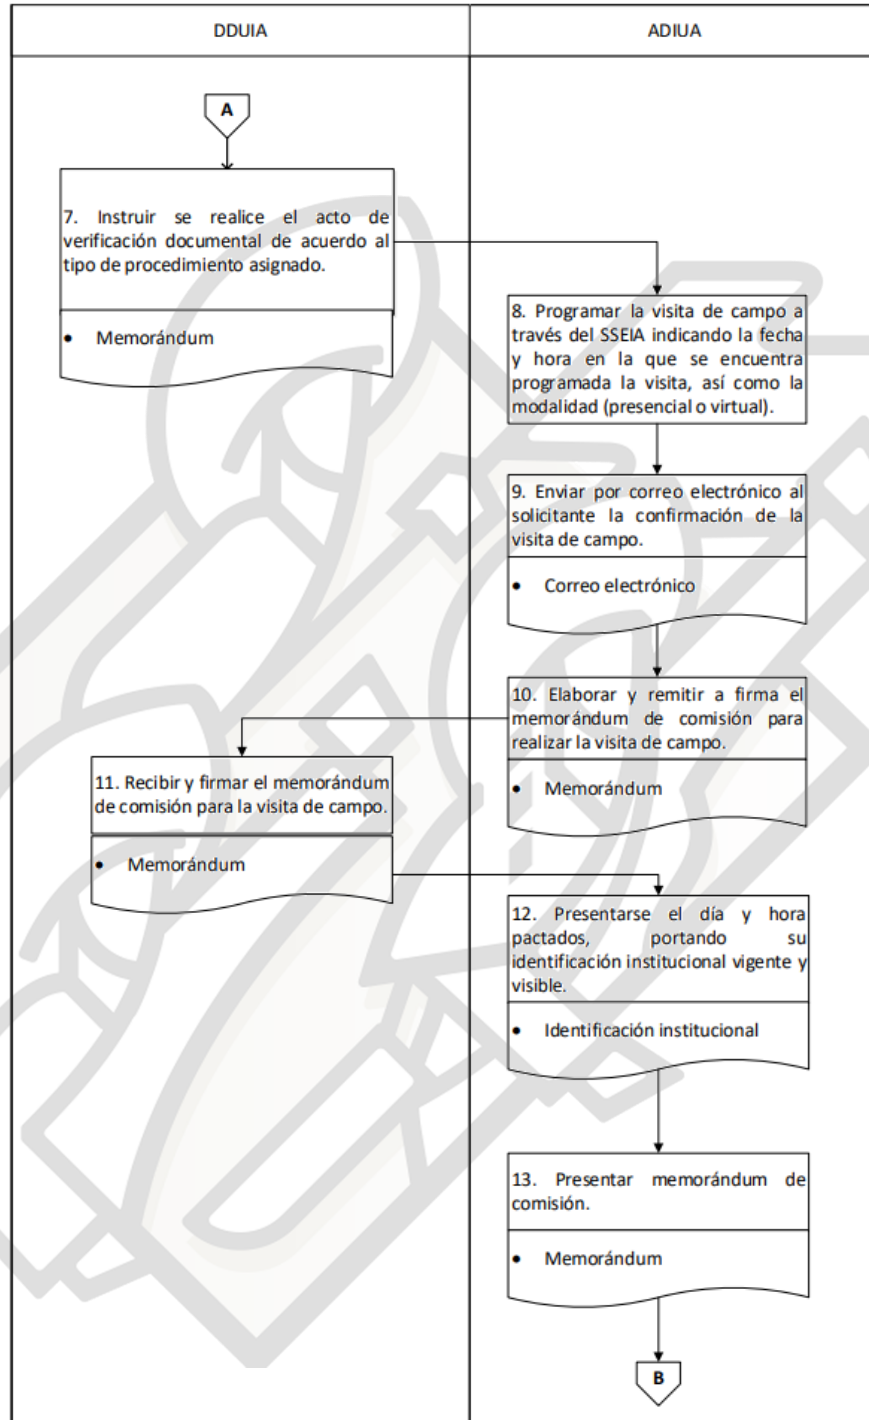 DDUIA
ADIUA
A
7. Instruir se realice el acto de
verificación documental de acuerdo al
tipo de procedimiento asignado.
• Memorándum
8. Programar la visita de campo a
través del SSEIA indicando la fecha
y hora en la que se encuentra
programada la visita, así como la
modalidad (presencial o virtual).
9. Enviar por correo electrónico al
solicitante la confirmación de la
visita de campo.
• Correo electrónico
10. Elaborar y remitir a firma el
memorándum de comisión para
realizar la visita de campo.
• Memorándum
11. Recibir y firmar el memorándum
de comisión para la visita de campo.
• Memorándum
12. Presentarse el día y hora
pactados, portando su
identificación institucional vigente y
visible.
• Identificación institucional
13. Presentar memorándum de
comisión.
• Memorándum
B